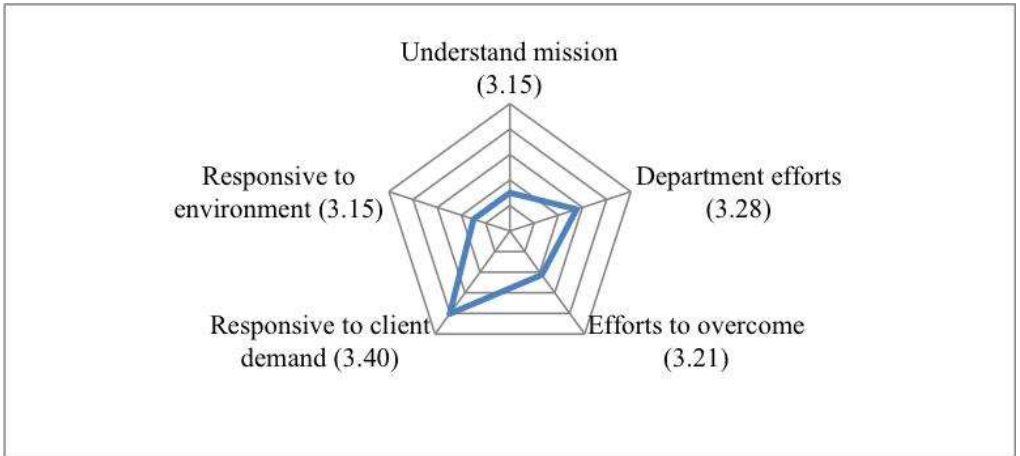 Understand mission
(3.15)
Department efforts
(3.28)
Efforts to overcome
(3.21)
Responsive to client
demand (3.40)
Responsive to
environment (3.15)